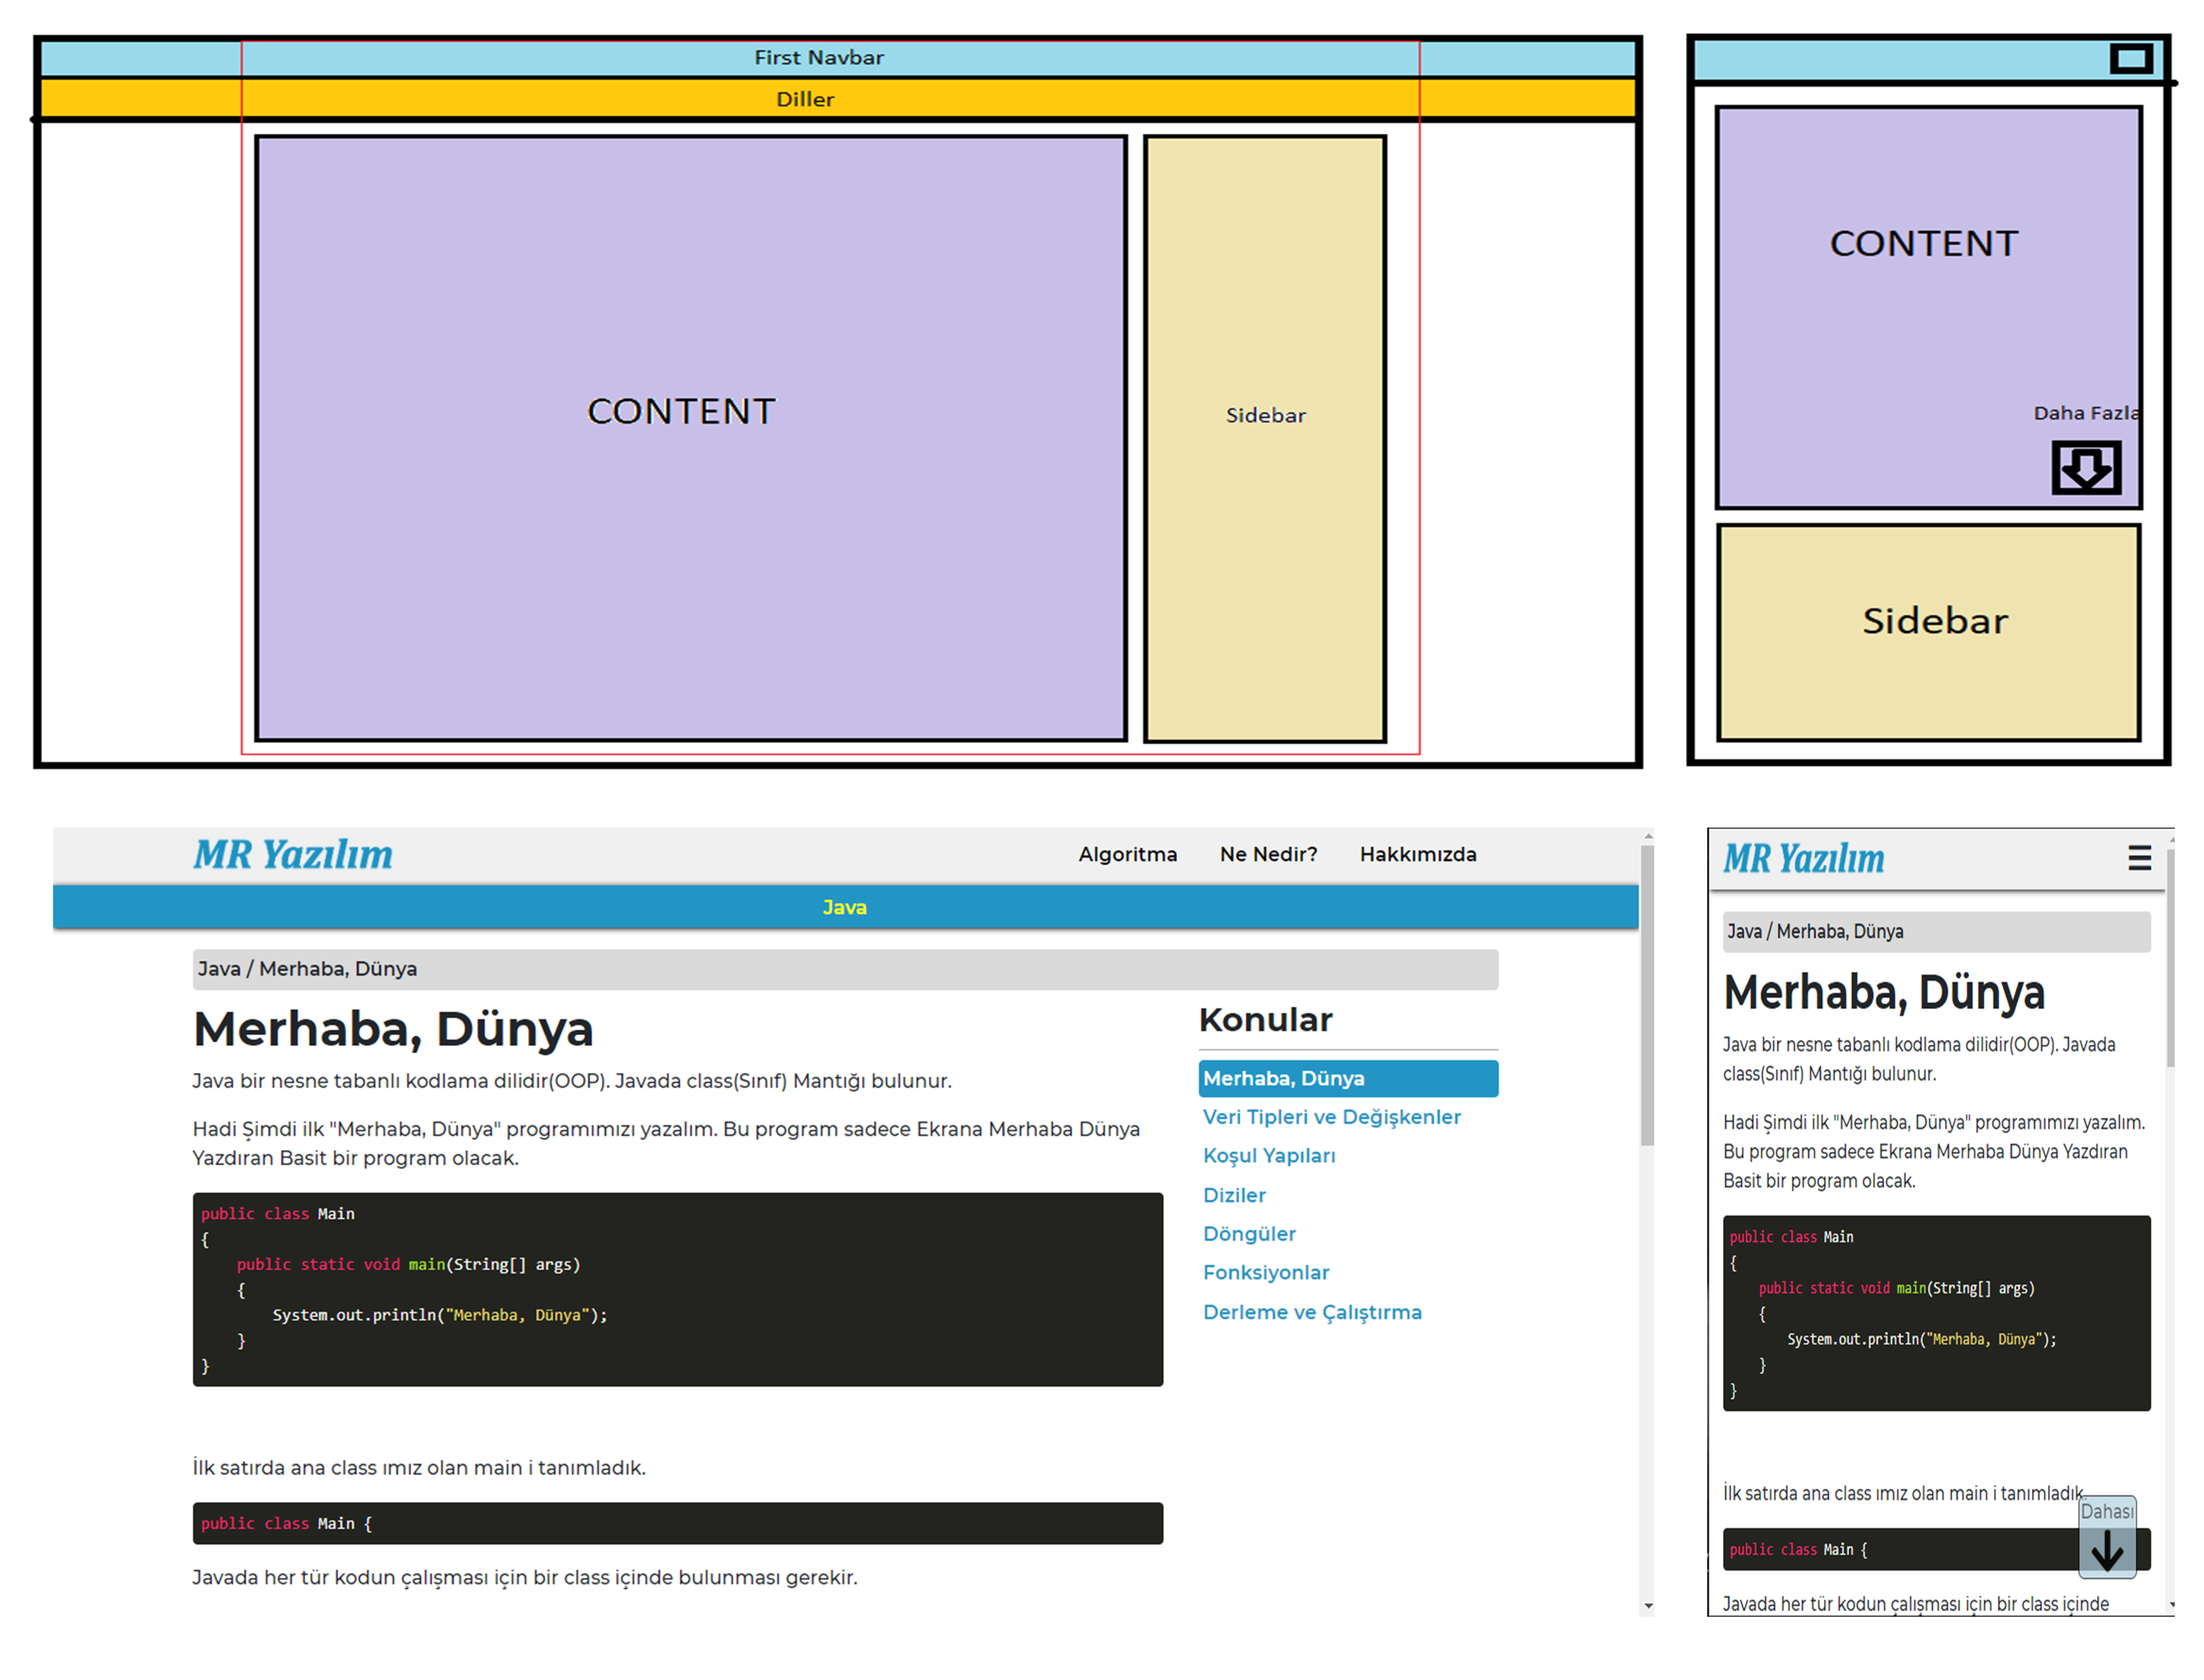 First Navbar
Diller
CONTENT
Sidebar
CONTENT
Daha Fazla
Sidebar
MR Yazılım
Algoritma Ne Nedir? Hakkımızda
Java
Java / Merhaba, Dünya
Merhaba, Dünya
Java bir nesne tabanlı kodlama dilidir(OOP). Javada class(Sınıf) Mantığı bulunur.
Hadi Şimdi ilk "Merhaba, Dünya" programımızı yazalım. Bu program sadece Ekrana Merhaba Dünya
Yazdıran Basit bir program olacak.
public class Main
{
    public static void main(String[] args)
    {
        System.out.println("Merhaba, Dünya");
    }
}
İlk satırda ana class ımız olan main i tanımladık.
public class Main {
Javada her tür kodun çalışması için bir class içinde bulunması gerekir.
Konular
Merhaba, Dünya
Veri Tipleri ve Değişkenler
Koşul Yapıları
Diziler
Döngüler
Fonksiyonlar
Derleme ve Çalıştırma
MR Yazılım
Java / Merhaba, Dünya
Merhaba, Dünya
Java bir nesne tabanlı kodlama dilidir(OOP). Javada
class(Sınıf) Mantığı bulunur.
Hadi Şimdi ilk "Merhaba, Dünya" programımızı yazalım.
Bu program sadece Ekrana Merhaba Dünya Yazdıran
Basit bir program olacak.
public class Main
{
    public static void main(String[] args)
    {
        System.out.println("Merhaba, Dünya");
    }
}
İlk satırda ana class ımız olan main i tanımladık.
Dahası
public class Main {
Javada her tür kodun çalışması için bir class içinde